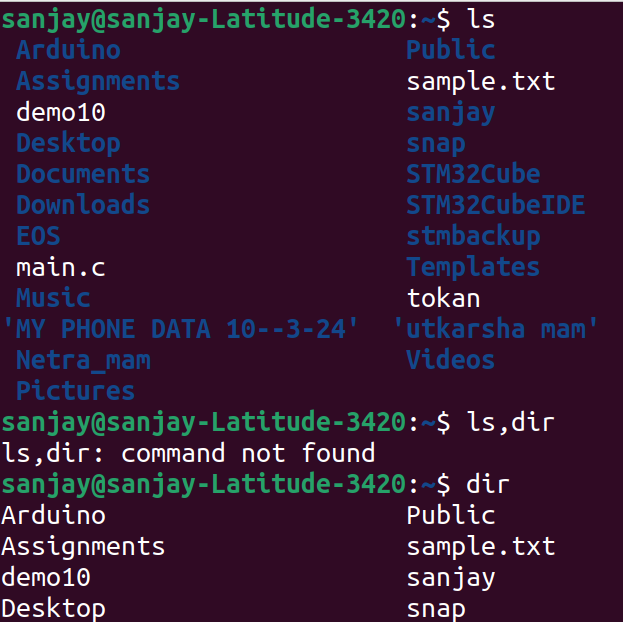 sanjay@sanjay-Latitude-3420:~$ ls
Arduino Public
Assignments sample.txt
demo10 sanjay
Desktop snap
Documents STM32Cube
Downloads STM32CubeIDE
EOS stmbackup
main.c Templates
Music tokan
'MY PHONE DATA 10--3-24' 'utkarsha mam'
Netra_mam Videos
Pictures
sanjay@sanjay-Latitude-3420:~$ ls,dir
ls,dir: command not found
sanjay@sanjay-Latitude-3420:~$ dir
Arduino Public
Assignments sample.txt
demo10 sanjay
Desktop snap